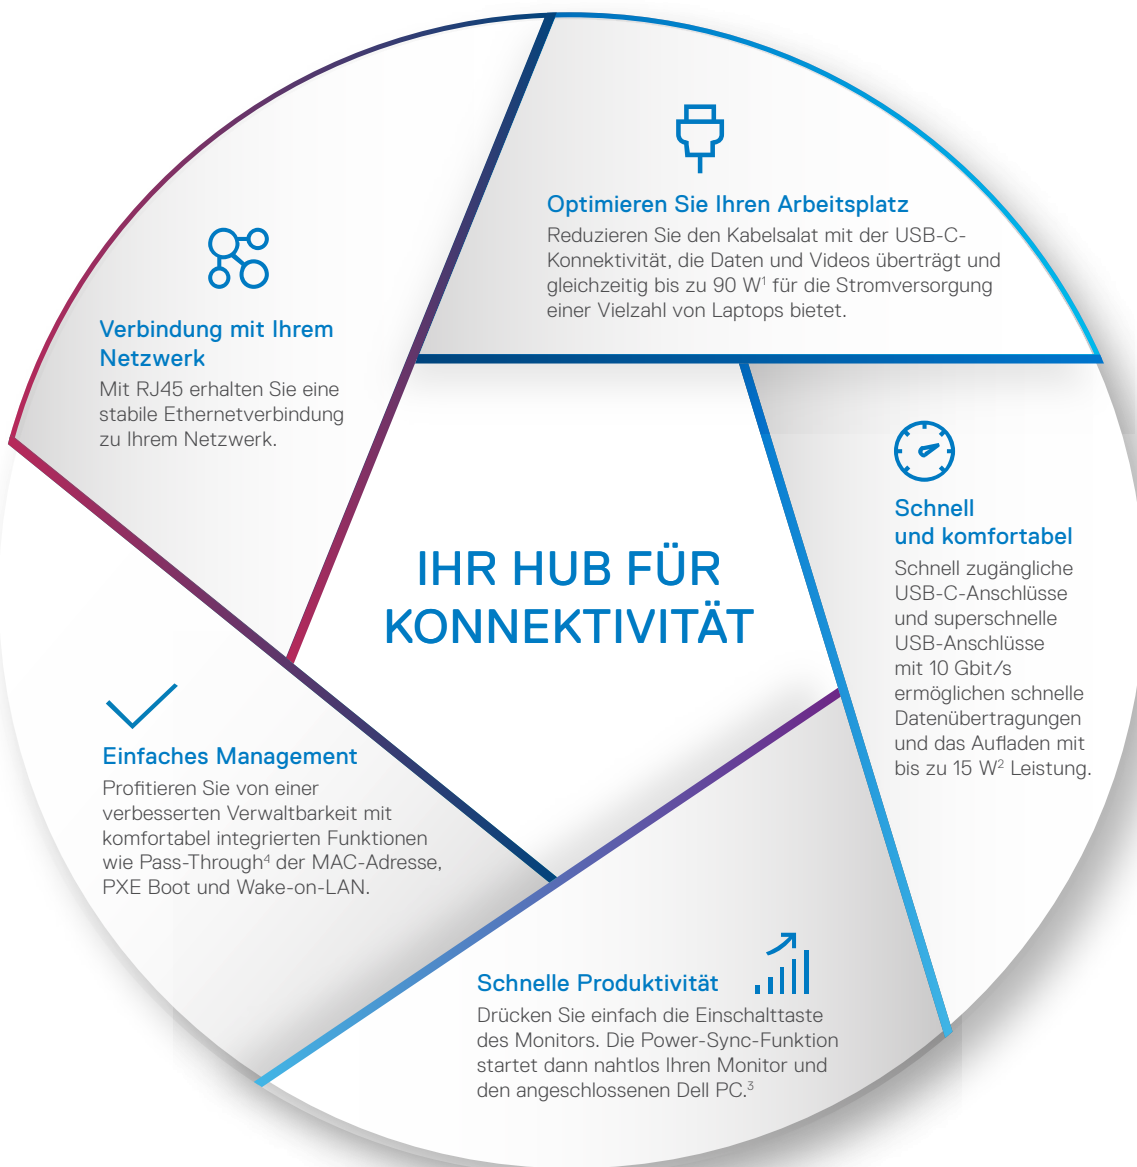 Optimieren Sie Ihren Arbeitsplatz
Reduzieren Sie den Kabelsalat mit der USB-C-
Konnektivität, die Daten und Videos überträgt und
gleichzeitig bis zu 90 W¹ für die Stromversorgung
einer Vielzahl von Laptops bietet.
Verbindung mit Ihrem
Netzwerk
Mit RJ45 erhalten Sie eine
stabile Ethernetverbindung
zu Ihrem Netzwerk.
Schnell
und komfortabel
Schnell zugängliche
USB-C-Anschlüsse
und superschnelle
USB-Anschlüsse
mit 10 Gbit/s
ermöglichen schnelle
Datenübertragungen
und das Aufladen mit
bis zu 15 W² Leistung.
IHR HUB FÜR
KONNEKTIVITÄT
Einfaches Management
Profitieren Sie von einer
verbesserten Verwaltbarkeit mit
komfortabel integrierten Funktionen
wie Pass-Through⁴ der MAC-Adresse,
PXE Boot und Wake-on-LAN.
Schnelle Produktivität
Drücken Sie einfach die Einschalttaste
des Monitors. Die Power-Sync-Funktion
startet dann nahtlos Ihren Monitor und
den angeschlossenen Dell PC.³